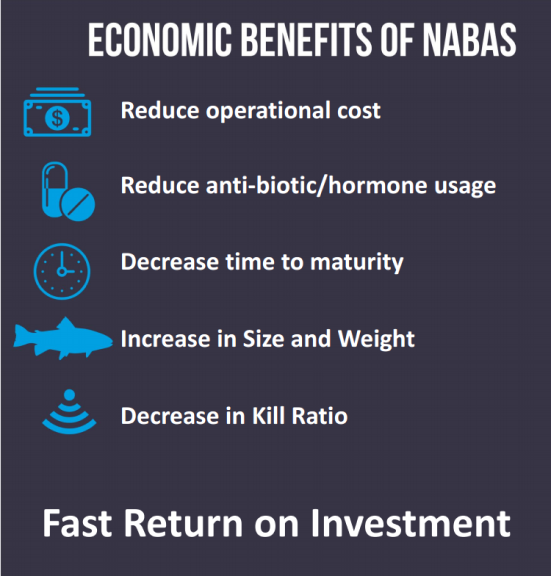 ECONOMIC BENEFITS OF NABAS
$
Reduce operational cost
Reduce anti-biotic/hormone usage
Decrease time to maturity
Increase in Size and Weight
Decrease in Kill Ratio
Fast Return on Investment